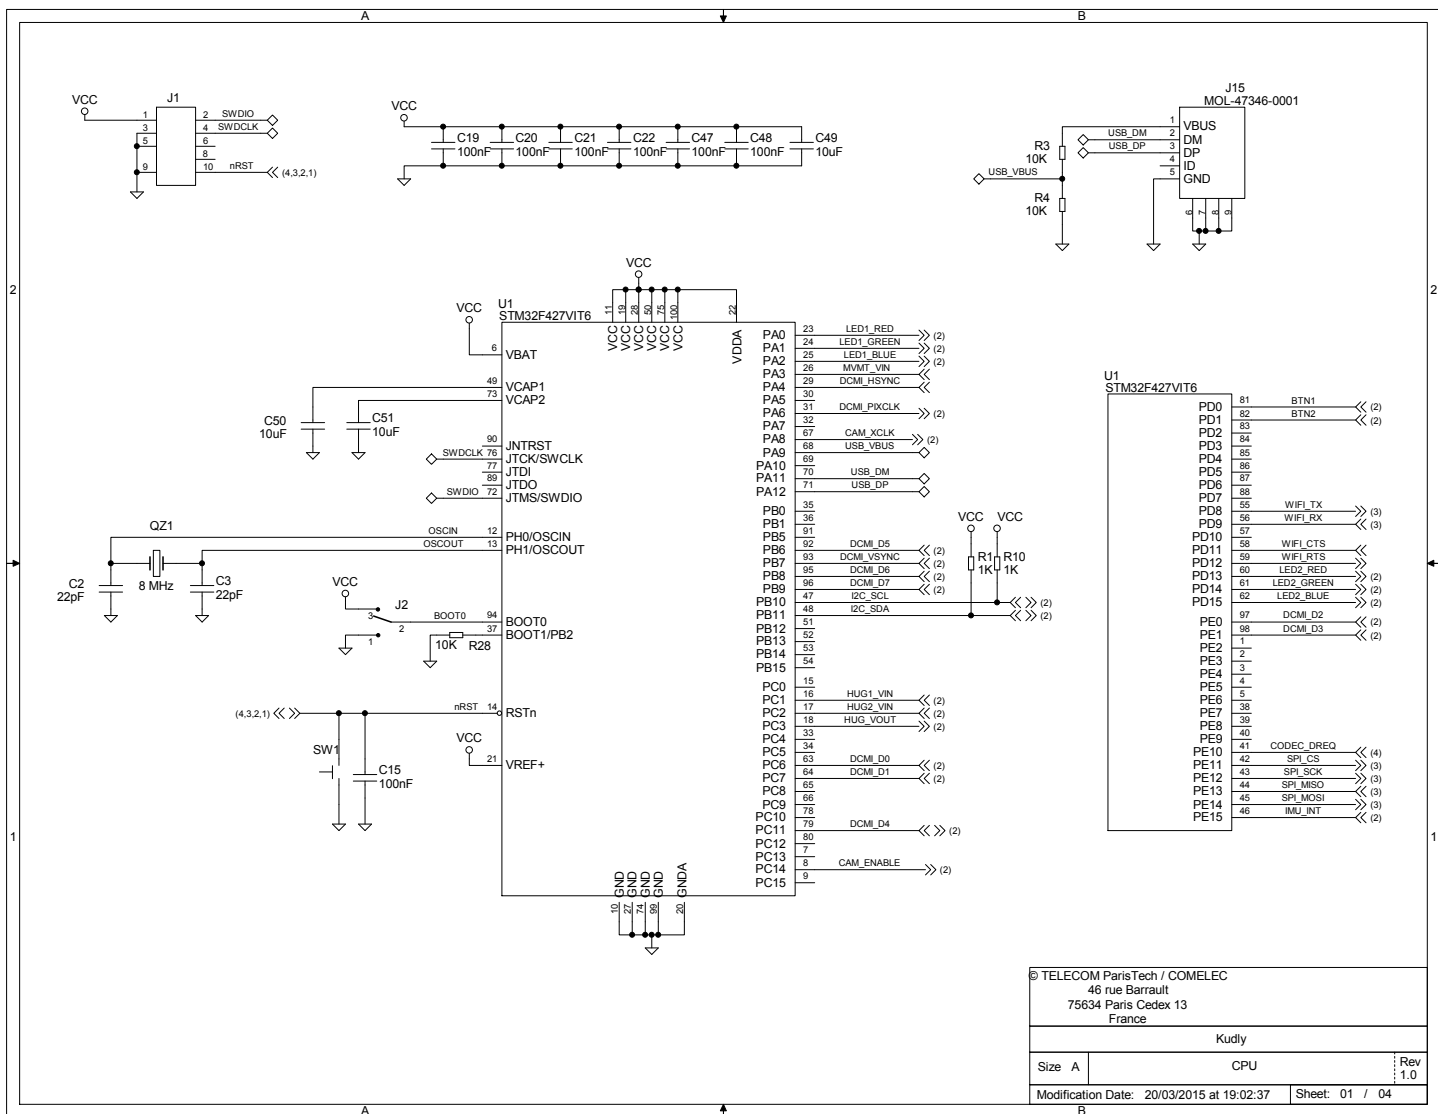 A
B
VCC
J1
1
2
SWDIO
3
4
SWDCLK
5
6
8
9
10
nRST
(4,3,2,1)
VCC
C19
100nF
C20
100nF
C21
100nF
C22
100nF
C47
100nF
C48
100nF
C49
10uF
J15
MOL-47346-0001
1
VBUS
USB_DM
2
DM
USB_DP
3
DP
4
ID
5
GND
6
7
8
9
R3
10K
USB_VBUS
R4
10K
2
2
VCC
VCC
U1
STM32F427VIT6
11
19
28
50
75
100
22
VCC
VCC
VCC
VCC
VCC
VCC
VDDA
6
VBAT
49
VCAP1
73
VCAP2
C50
10uF
C51
10uF
90
JNTRST
SWDCLK
76
JTCK/SWCLK
77
JTDI
89
JTDO
SWDIO
72
JTMS/SWDIO
QZ1
8 MHz
OSCIN
12
PH0/OSCIN
OSCOUT
13
PH1/OSCOUT
C2
22pF
C3
22pF
VCC
J2
3
2
1
BOOT0
94
BOOT0
37
BOOT1/PB2
10K
R28
(4,3,2,1)
nRST
14
RSTn
VCC
21
VREF+
SW1
C15
100nF
GND
GND
GND
GND
GNDA
10
27
74
99
20
PA0
23
LED1_RED
(2)
PA1
24
LED1_GREEN
(2)
PA2
25
LED1_BLUE
(2)
PA3
26
MVMT_VIN
PA4
29
DCMI_HSYNC
PA5
30
PA6
31
DCMI_PIXCLK
(2)
PA7
32
PA8
67
CAM_XCLK
(2)
PA9
68
USB_VBUS
PA10
69
PA11
70
USB_DM
PA12
71
USB_DP
PB0
35
PB1
36
PB5
91
PB6
92
DCMI_D5
(2)
PB7
93
DCMI_VSYNC
(2)
PB8
95
DCMI_D6
(2)
PB9
96
DCMI_D7
(2)
PB10
47
I2C_SCL
(2)
PB11
48
I2C_SDA
(2)
PB12
51
PB13
52
PB14
53
PB15
54
VCC
VCC
R1
1K
R10
1K
PC0
15
PC1
16
HUG1_VIN
(2)
PC2
17
HUG2_VIN
(2)
PC3
18
HUG_VOUT
(2)
PC4
33
PC5
34
PC6
63
DCMI_D0
(2)
PC7
64
DCMI_D1
(2)
PC8
65
PC9
66
PC10
78
PC11
79
DCMI_D4
(2)
PC12
80
PC13
7
PC14
8
CAM_ENABLE
(2)
PC15
9
U1
STM32F427VIT6
PD0
81
BTN1
(2)
PD1
82
BTN2
(2)
PD2
83
PD3
84
PD4
85
PD5
86
PD6
87
PD7
88
PD8
55
WIFI_TX
(3)
PD9
56
WIFI_RX
(3)
PD10
57
PD11
58
WIFI_CTS
PD12
59
WIFI_RTS
PD13
60
LED2_RED
(2)
PD14
61
LED2_GREEN
(2)
PD15
62
LED2_BLUE
(2)
PE0
97
DCMI_D2
(2)
PE1
98
DCMI_D3
(2)
PE2
1
PE3
2
PE4
3
PE5
4
PE6
5
PE7
38
PE8
39
PE9
40
PE10
41
CODEC_DREQ
(4)
PE11
42
SPI_CS
(3)
PE12
43
SPI_SCK
(3)
PE13
44
SPI_MISO
(3)
PE14
45
SPI_MOSI
(3)
PE15
46
IMU_INT
(2)
1
1
© TELECOM ParisTech / COMELEC
46 rue Barrault
75634 Paris Cedex 13
France
Kudly
Size A
CPU
Rev
1.0
Modification Date: 20/03/2015 at 19:02:37
Sheet: 01 / 04
A
B